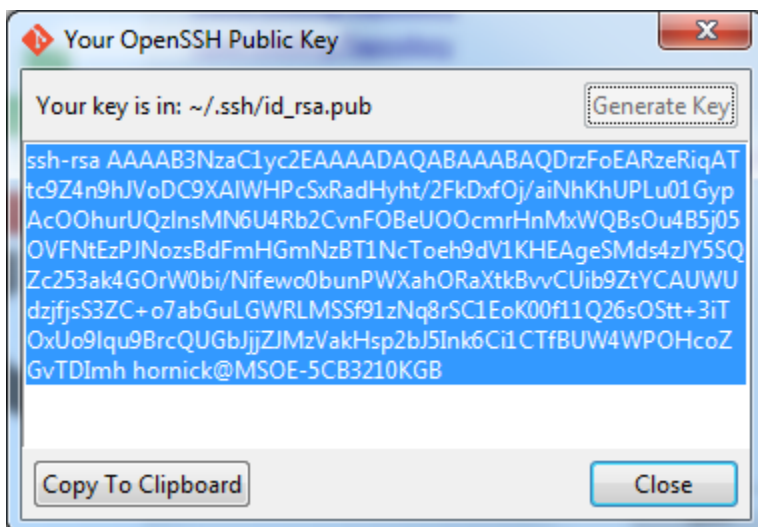 Your OpenSSH Public Key
Your key is in: ~/.ssh/id_rsa.pub
Generate Key
ssh-rsa AAAAB3NzaC1yc2EAAAADAQABAAABAQDrzFoEARzeRiqAT
tc9Z4n9hJVoDC9XAIWHPcSxRadHyht/2FkDxfOj/aiNhKhUPLu01Gyp
AcOOhurUQzInsMN6U4Rb2CvnFOBeUOOcmrHnMxWQBsOu4B5j05
OVFNtEzPJNozsBdFmHGmNzBT1NcToeh9dV1KHEAgeSMds4zJY5SQ
Zc253ak4GOrW0bi/Nifewo0bunPWXahORaXtkBvvCUib9ZtYCAUWU
dzjfjsS3ZC+o7abGuLGWRLMSSf91zNq8rSC1EoK00f11Q26sOStt+3iT
OxUo9Iqu9BrcQUGbJjjZJMzVakHsp2bJ5Ink6Ci1CTfBUW4WPOHcoZ
GvTDImh hornick@MSOE-5CB3210KGB
Copy To Clipboard
Close